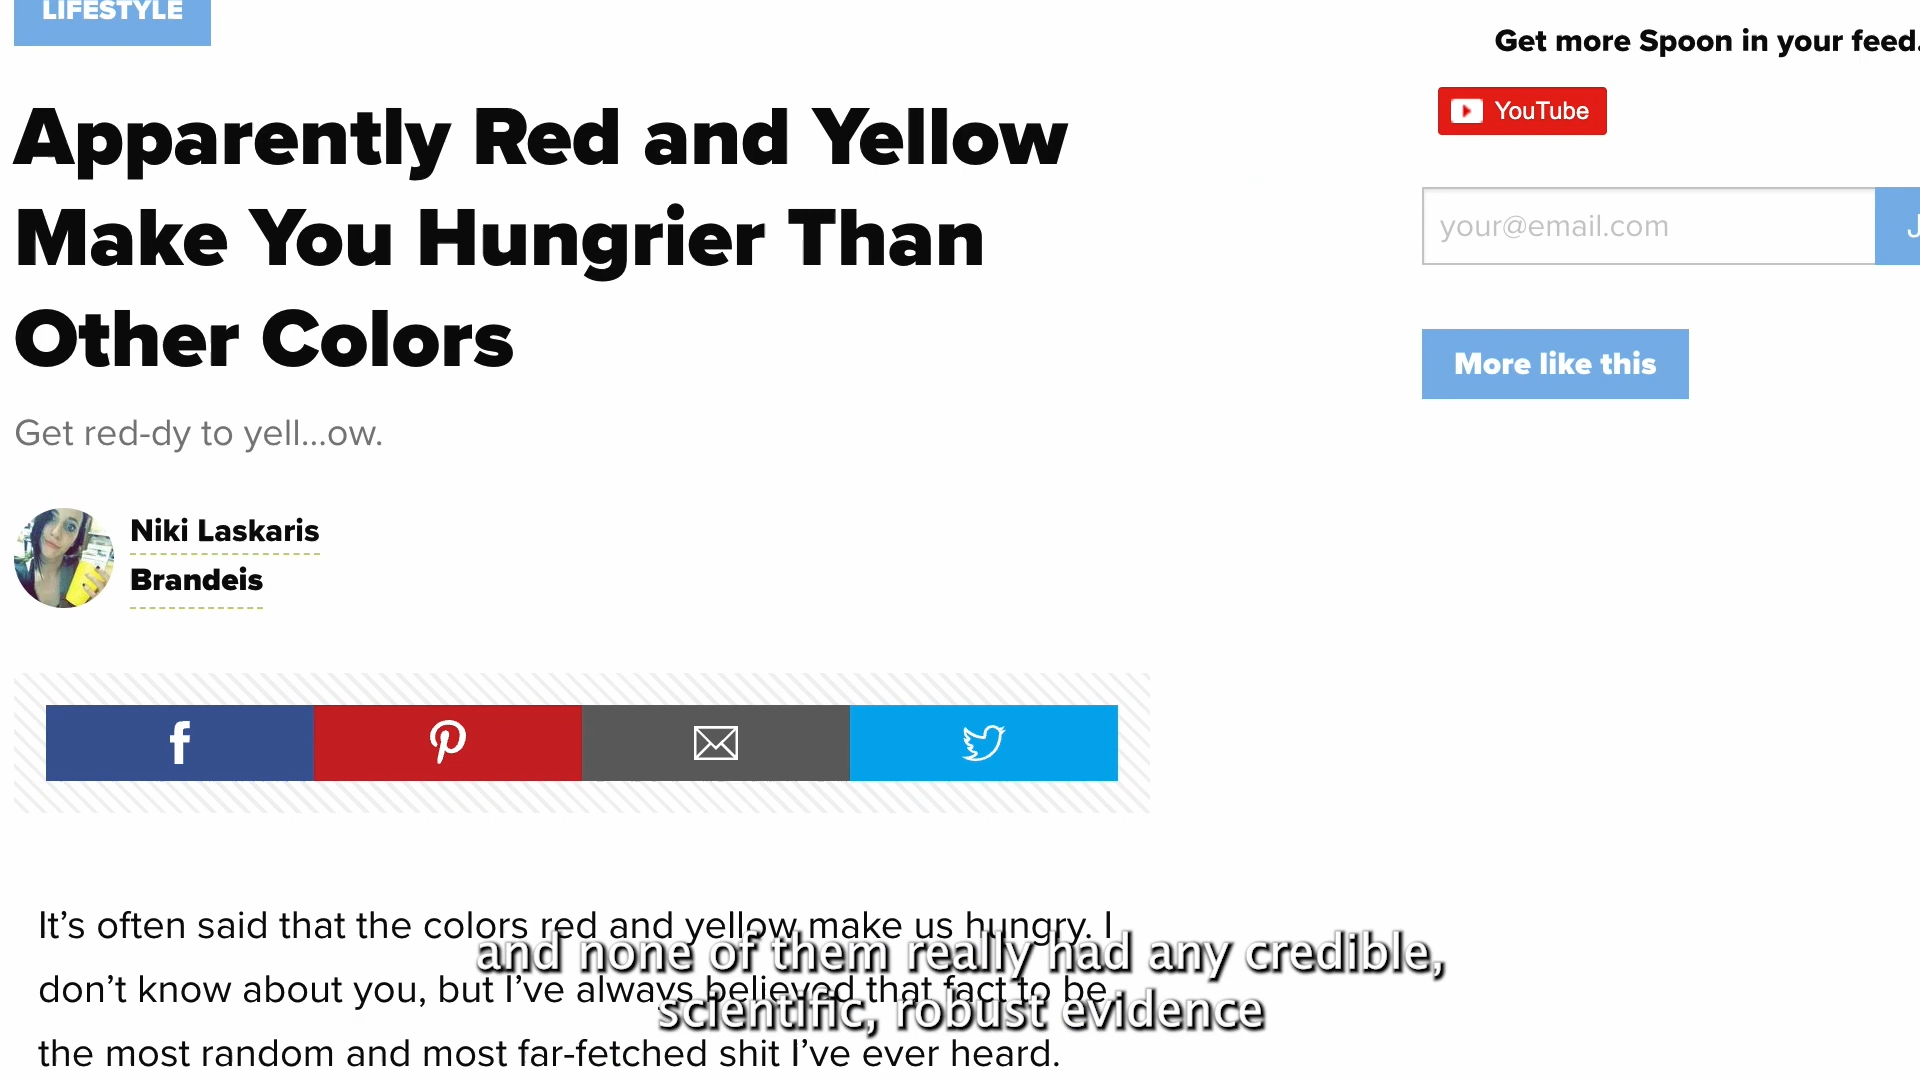 LIFESTYLE
Apparently Red and Yellow
Make You Hungrier Than
Other Colors
Get red-dy to yell...ow.
Niki Laskaris
Brandeis
Get more Spoon in your feed.
YouTube
your@email.com
J
More like this
It's often said that the colors red and yellow make us hungry. I
don't know about you, but I've always believed that fact to be
the most random and most far-fetched shit I've ever heard.
and none of them really had any credible,
scientific, robust evidence